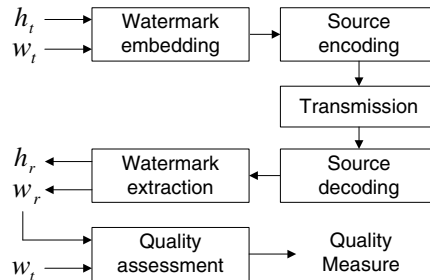 h_t
w_t
Watermark
embedding
Source
encoding
Transmission
h_r
w_r
Watermark
extraction
Source
decoding
w_t
Quality
assessment
Quality
Measure